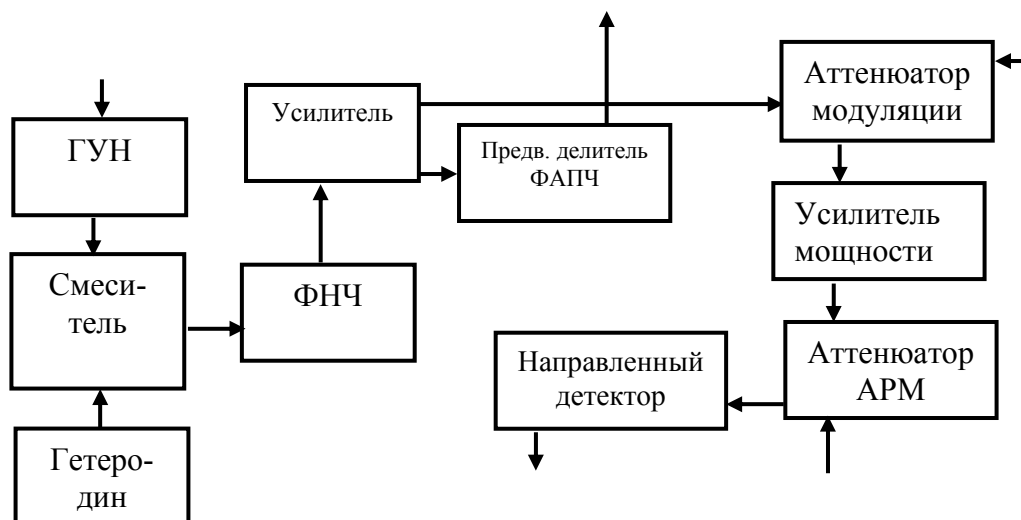 ГУН
Смеси-
тель
Гетеро-
дин
ФНЧ
Усилитель
Предв. делитель
ФАПЧ
Аттенюатор
модуляции
Усилитель
мощности
Аттенюатор
АРМ
Направленный
детектор